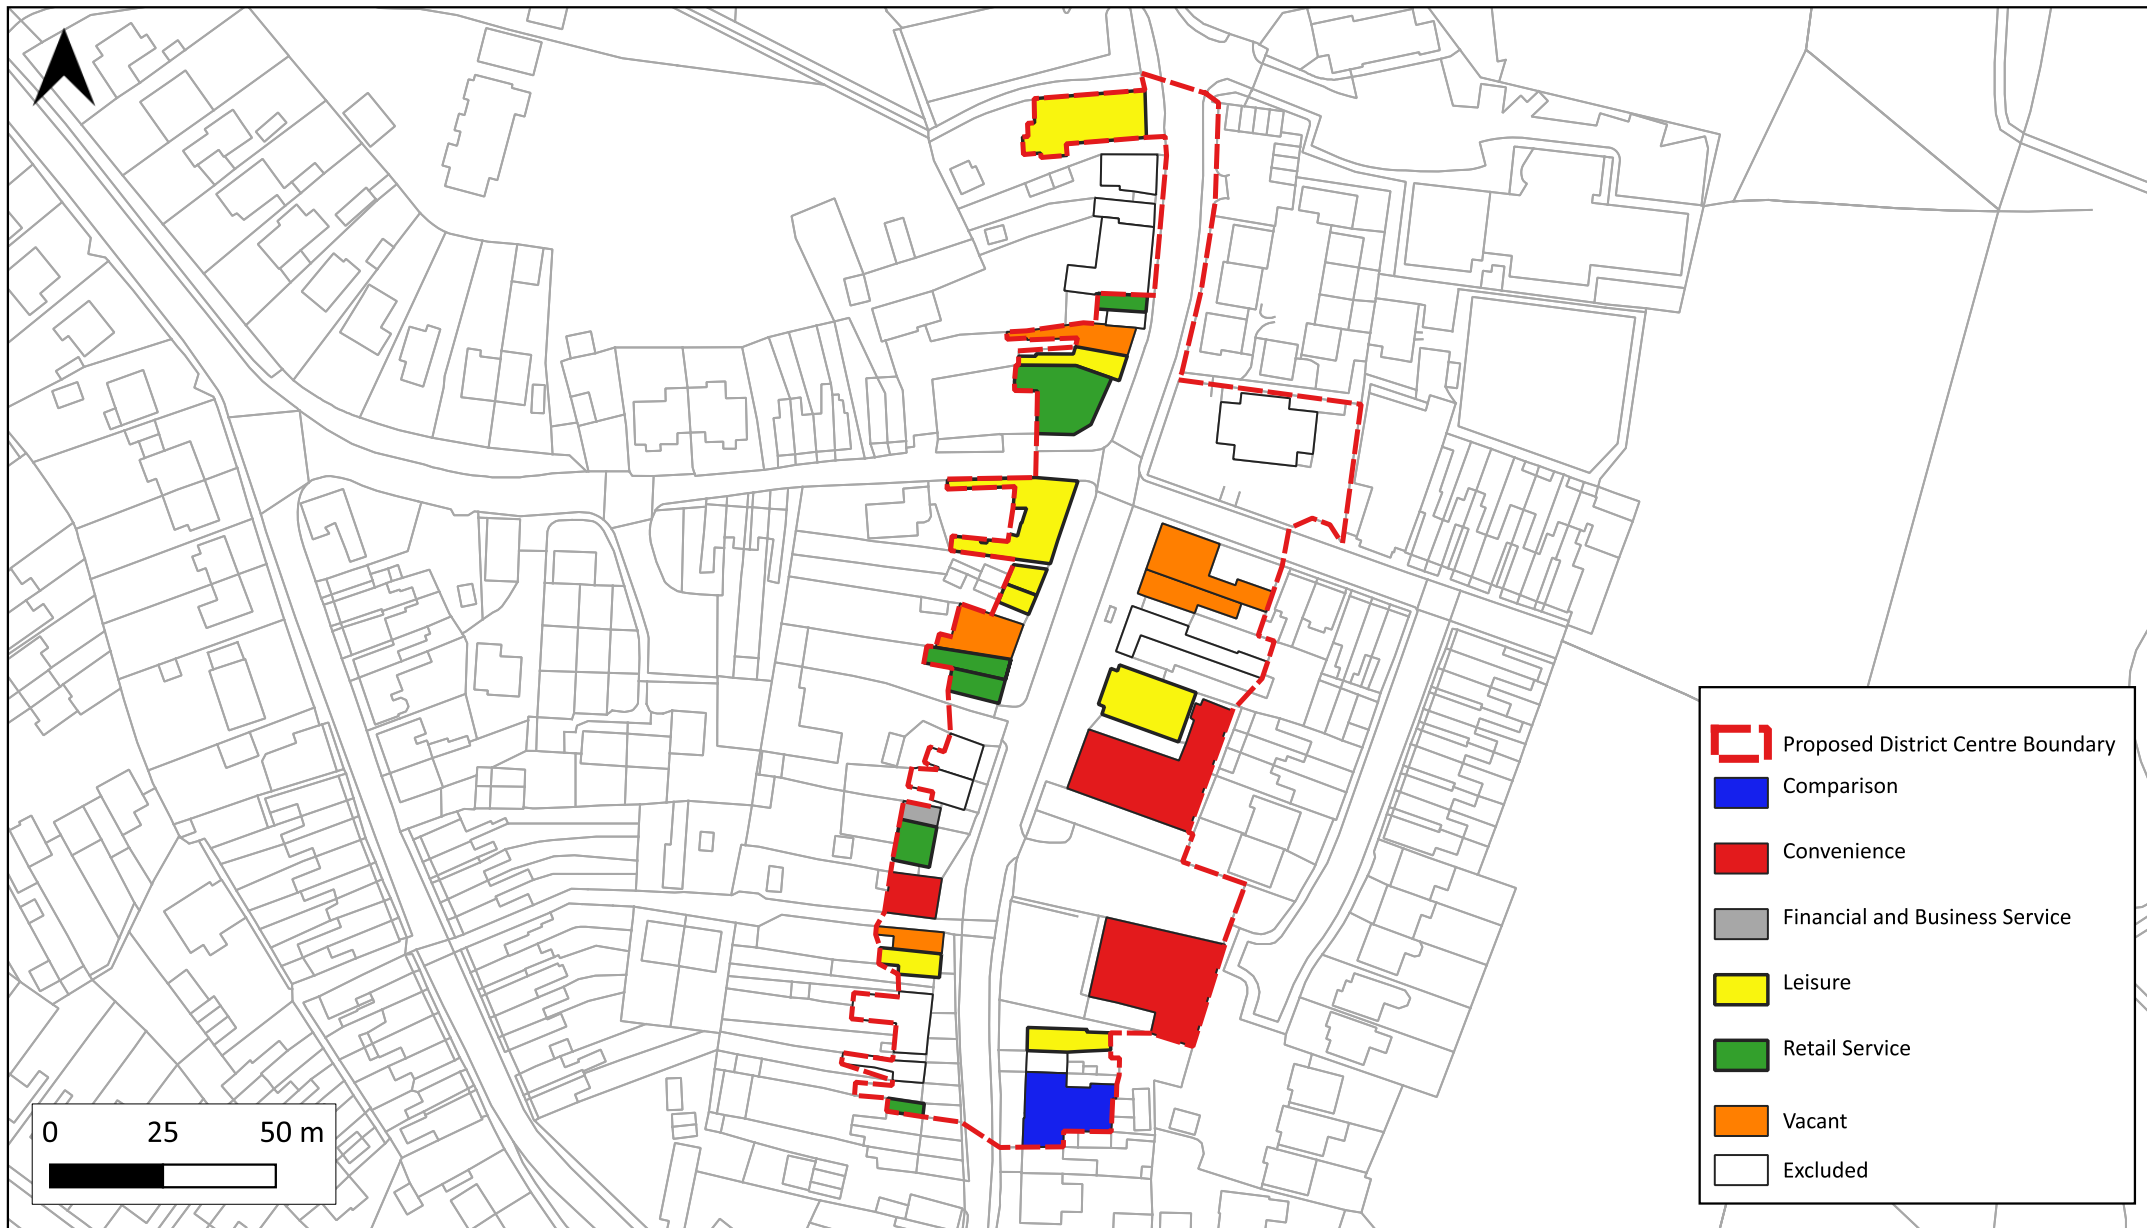 Proposed District Centre Boundary
Comparison
Convenience
Financial and Business Service
Leisure
Retail Service
Vacant
Excluded
0 25 50 m